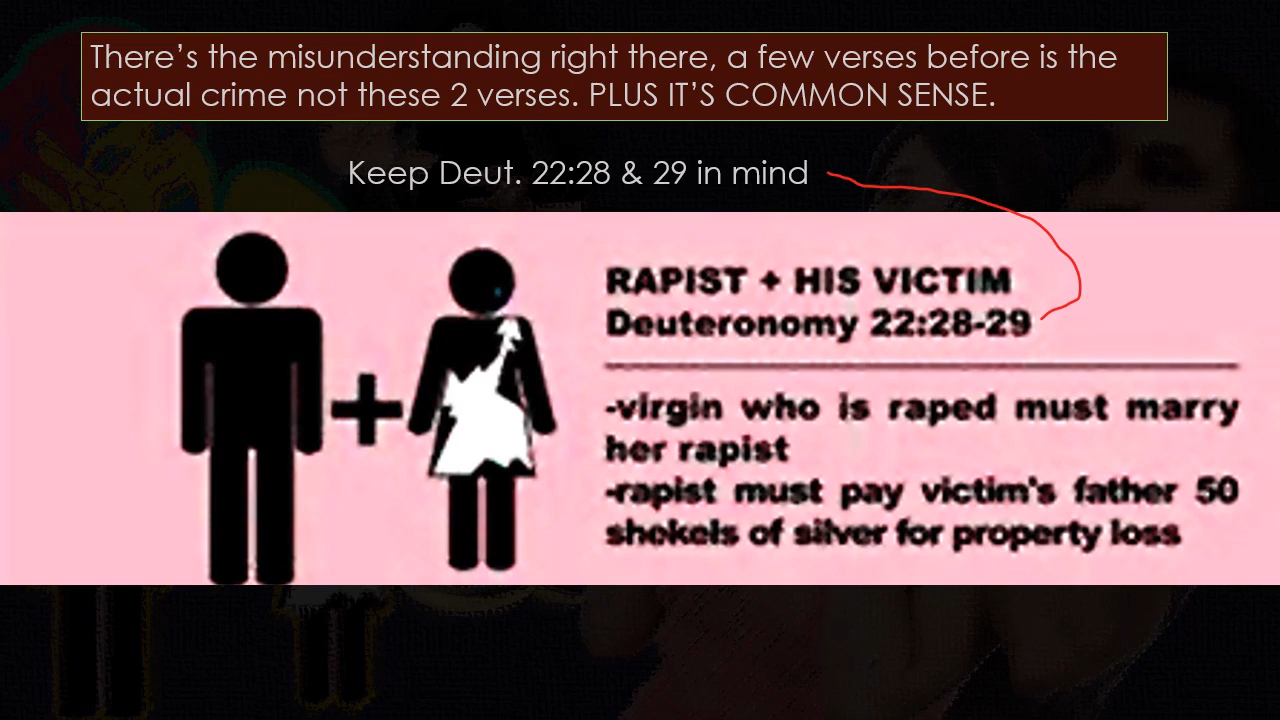 There’s the misunderstanding right there, a few verses before is the
actual crime not these 2 verses. PLUS IT’S COMMON SENSE.
Keep Deut. 22:28 & 29 in mind
RAPIST + HIS VICTIM
Deuteronomy 22:28-29
-virgin who is raped must marry
her rapist
-rapist must pay victim's father 50
shekels of silver for property loss